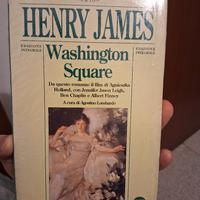 HENRY JAMES
EDIZIONE INTEGRALE
EDIZIONE INTEGRALE
Washington
Square
Da questo romanzo il film di Agnieszka
Holland, con Jennifer Jason Leigh,
Ben Chaplin e Albert Finney
A cura di Agostino Lombardo